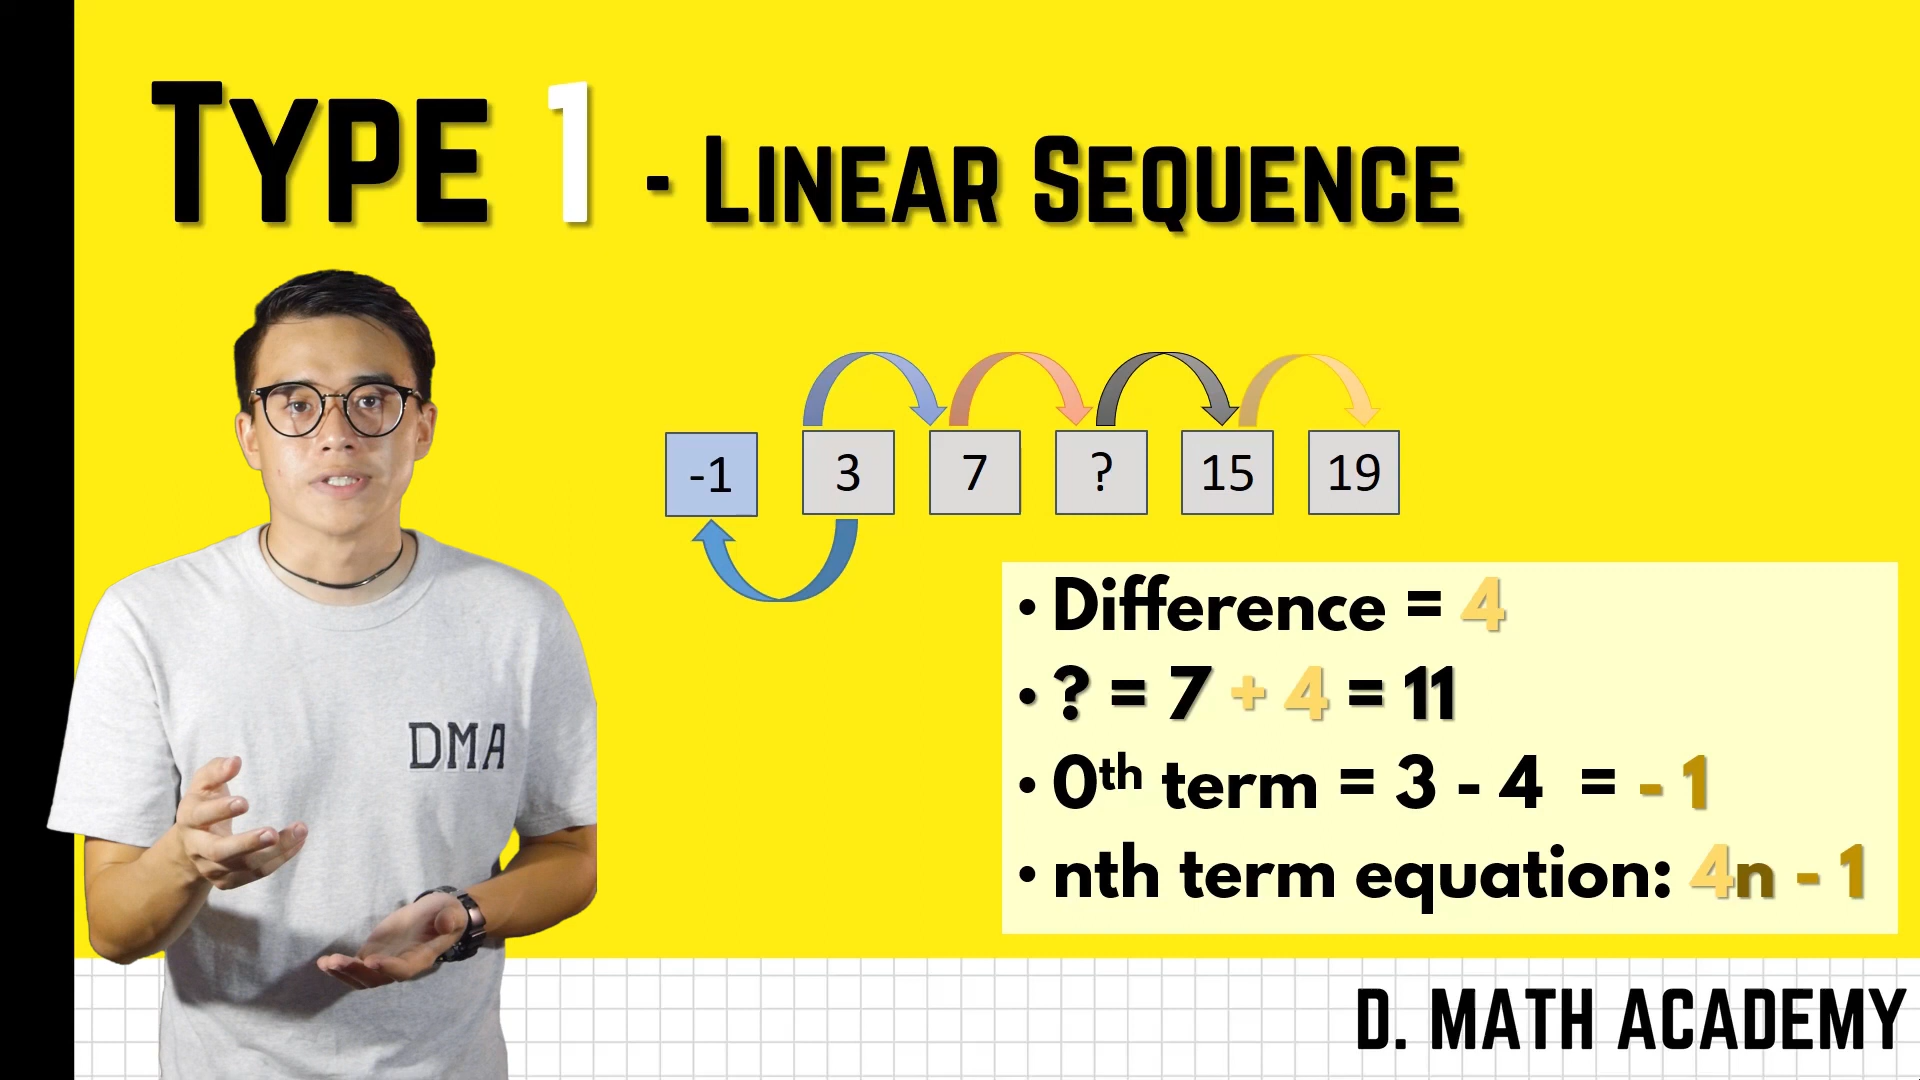 TYPE 1 - LINEAR SEQUENCE
-1 3 7 ? 15 19
• Difference = 4
• ? = 7 + 4 = 11
• 0th term = 3 - 4 = - 1
• nth term equation: 4n - 1
DMA
D. MATH ACADEMY